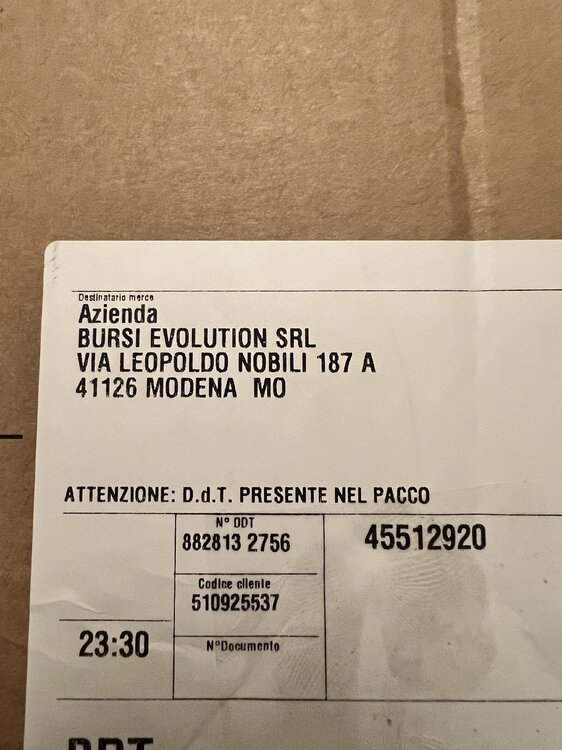 Destinatario merce
Azienda
BURSI EVOLUTION SRL
VIA LEOPOLDO NOBILI 187 A
41126 MODENA MO
ATTENZIONE: D.d.T. PRESENTE NEL PACCO
N° DDT
882813 2756
45512920
Codice cliente
510925537
23:30
N°Documento
DDT